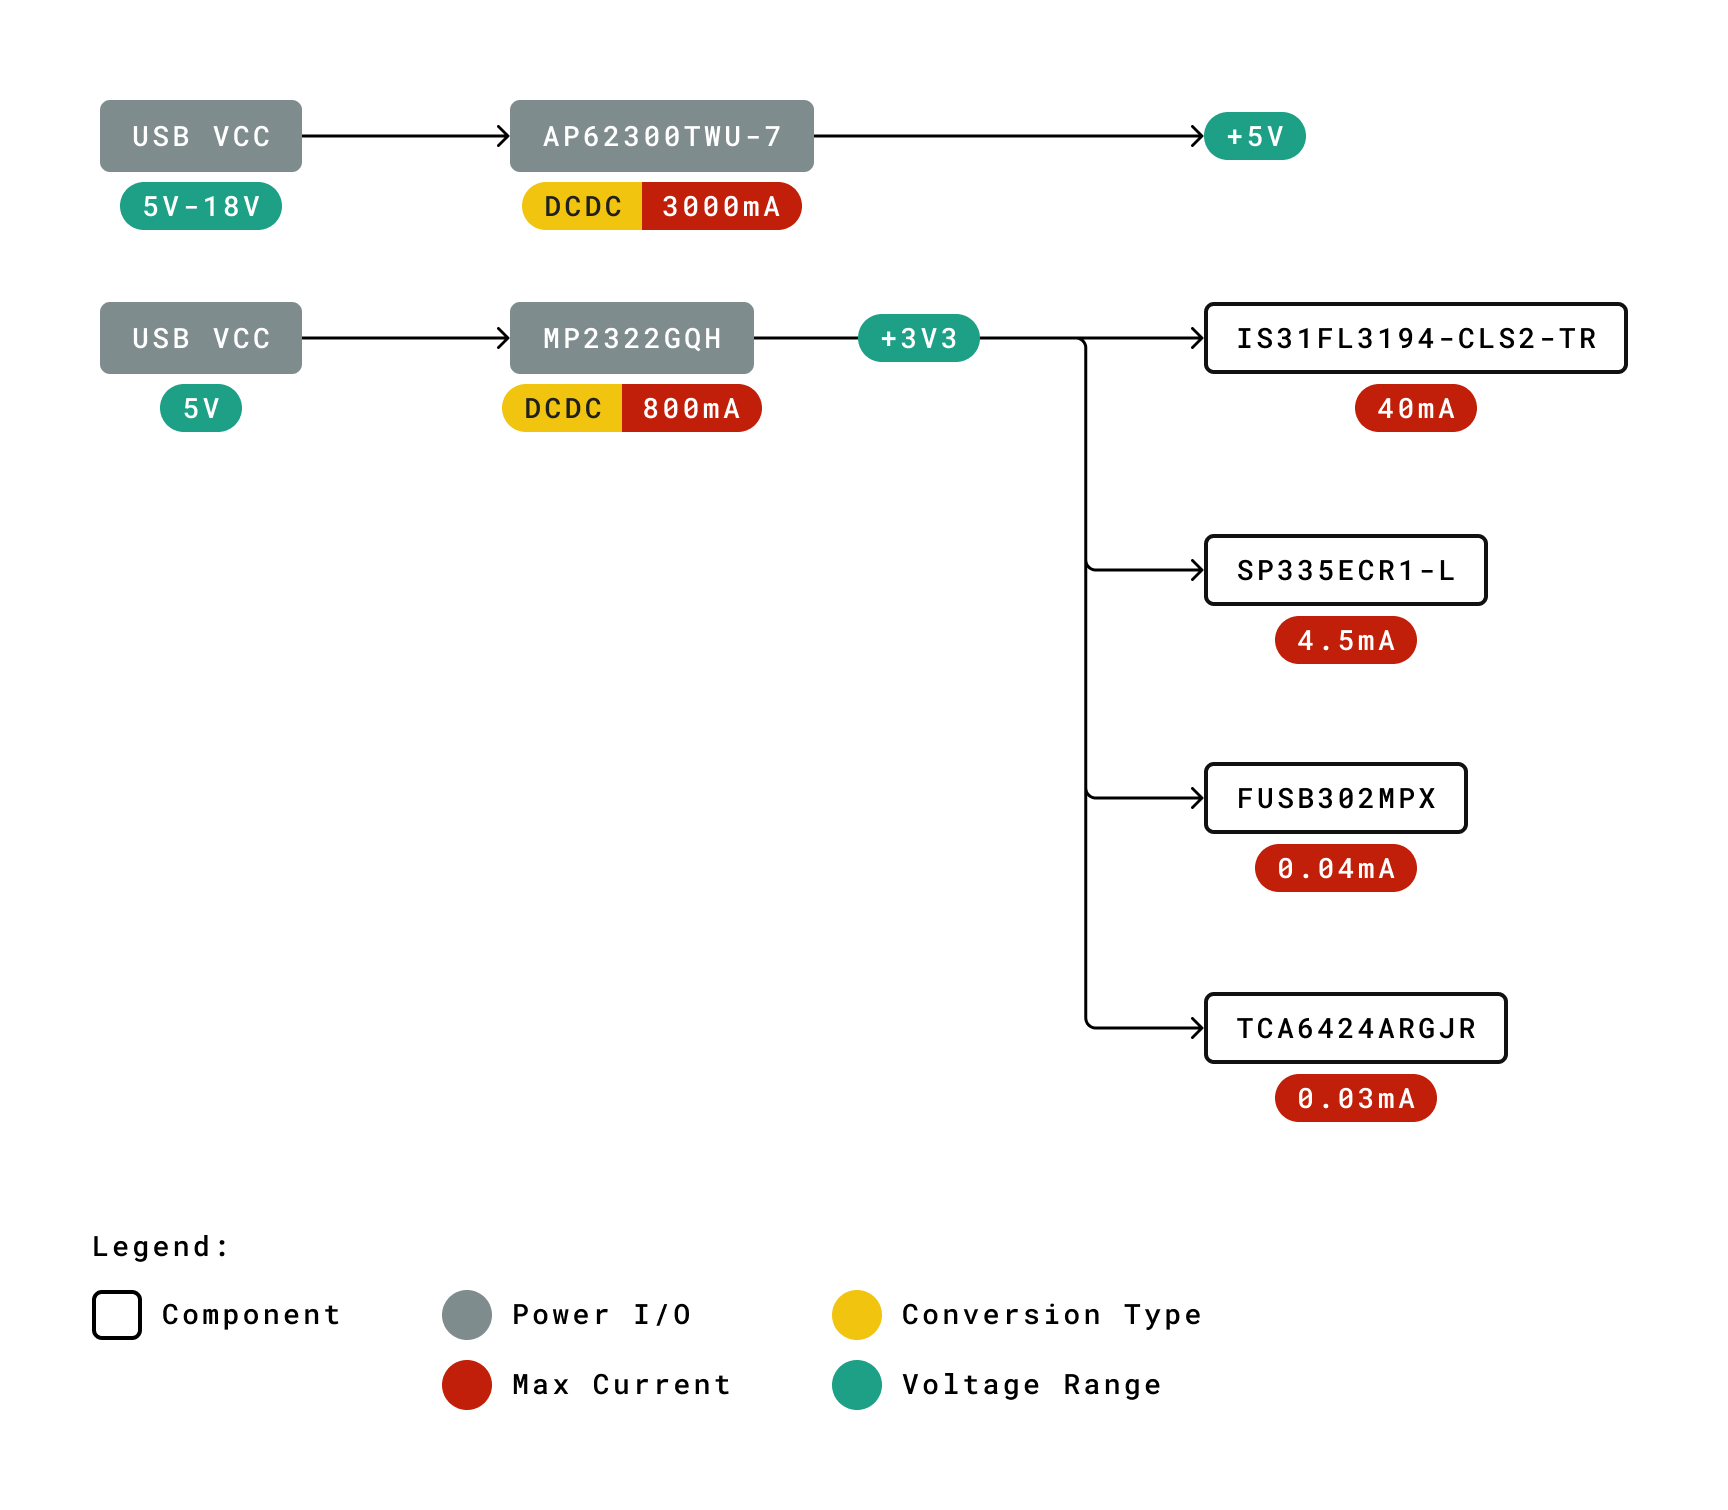 USB VCC
AP62300TWU-7
+5V
5V-18V
DCDC 3000mA
USB VCC
MP2322GQH
+3V3
IS31FL3194-CLS2-TR
5V
DCDC 800mA
40mA
SP335ECR1-L
4.5mA
FUSB302MPX
0.04mA
TCA6424ARGJR
0.03mA
Legend:
Component
Power I/O
Conversion Type
Max Current
Voltage Range